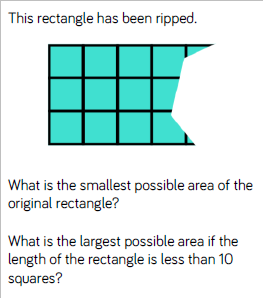 This rectangle has been ripped.
What is the smallest possible area of the
original rectangle?
What is the largest possible area if the
length of the rectangle is less than 10
squares?